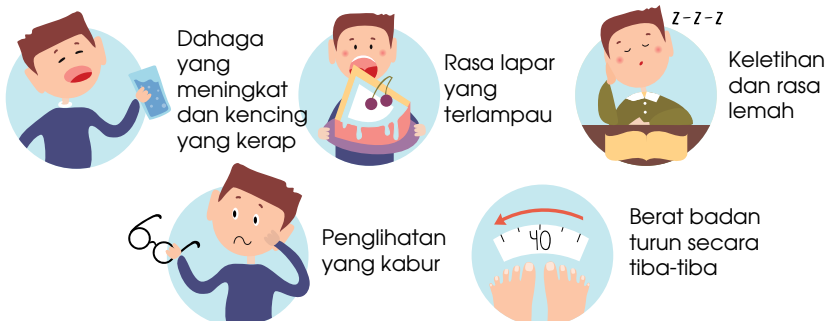 Dahaga
yang
meningkat
dan kencing
yang kerap
Rasa lapar
yang
terlampau
z-z-z
Keletihan
dan rasa
lemah
Penglihatan
yang kabur
40
Berat badan
turun secara
tiba-tiba